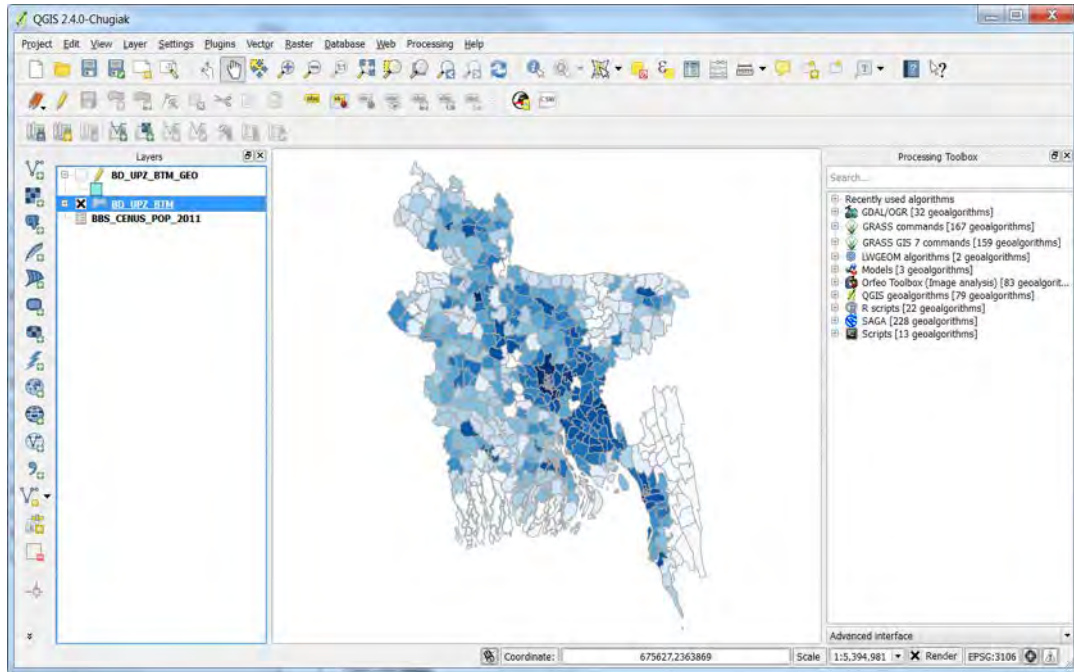 QGIS 2.4.0-Chugiak
Project Edit View Layer Settings Plugins Vector Raster Database Web Processing Help
Layers
BD_UPZ_BTM_GEO
BD_UPZ_BTM
BBS_CENUS_POP_2011
Processing Toolbox
Search...
Recently used algorithms
GDAL/OGR [32 geoalgorithms]
GRASS commands [167 geoalgorithms]
GRASS GIS 7 commands [159 geoalgorithms]
LWGEOM algorithms [2 geoalgorithms]
Models [3 geoalgorithms]
Orfeo Toolbox (Image analysis) [83 geoalgorit...
QGIS geoalgorithms [79 geoalgorithms]
R scripts [22 geoalgorithms]
SAGA [228 geoalgorithms]
Scripts [13 geoalgorithms]
Advanced interface
Coordinate: 675627,2363869 Scale 1:5,394,981 Render EPSG:3106